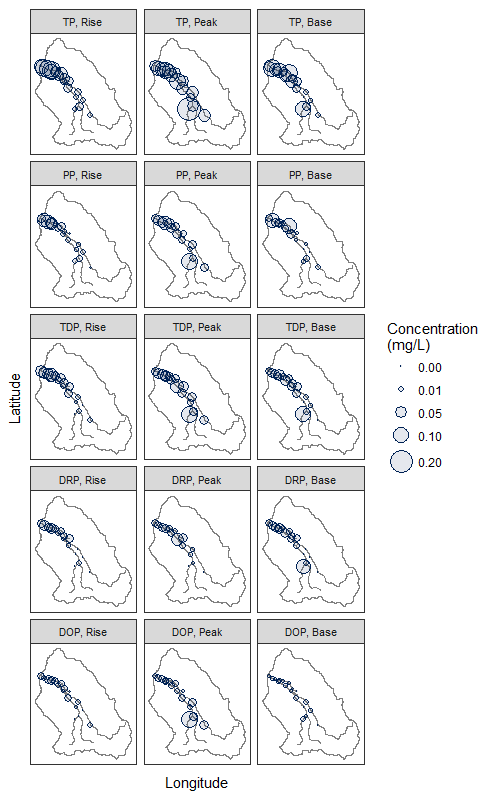 TP, Rise
TP, Peak
TP, Base
PP, Rise
PP, Peak
PP, Base
TDP, Rise
TDP, Peak
TDP, Base
DRP, Rise
DRP, Peak
DRP, Base
DOP, Rise
DOP, Peak
DOP, Base
Latitude
Longitude
Concentration
(mg/L)
0.00
0.01
0.05
0.10
0.20